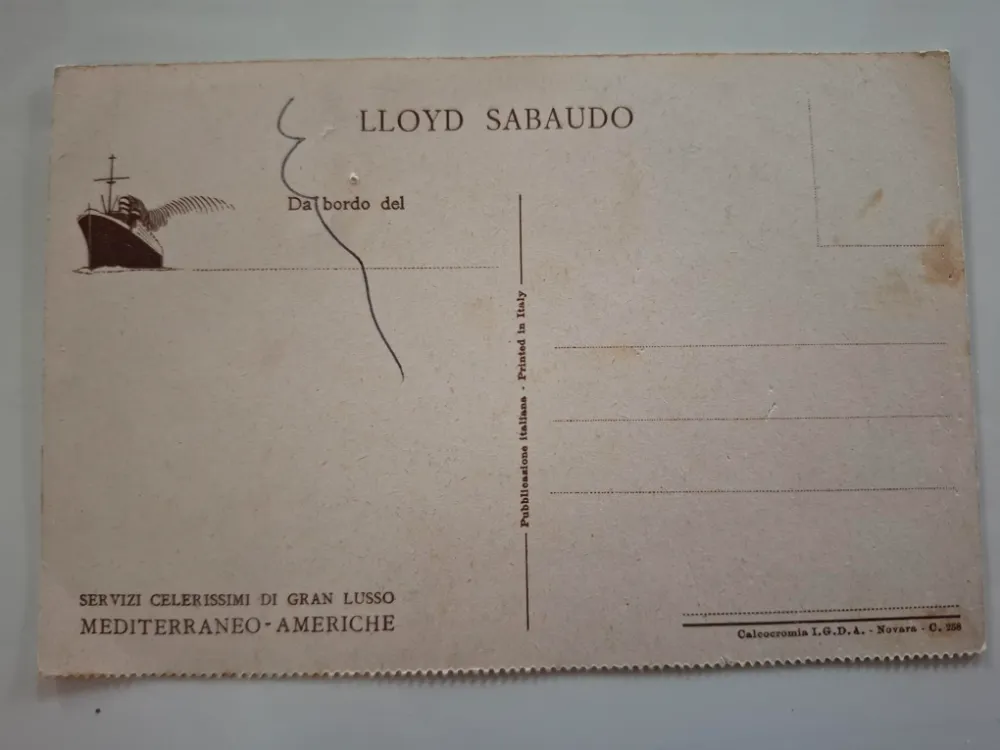 LLOYD SABAUDO
Da bordo del
Pubblicazione italiana - Printed in Italy
SERVIZI CELERISSIMI DI GRAN LUSSO
MEDITERRANEO-AMERICHE
Calcocromia I.G.D.A. - Novara - C. 258